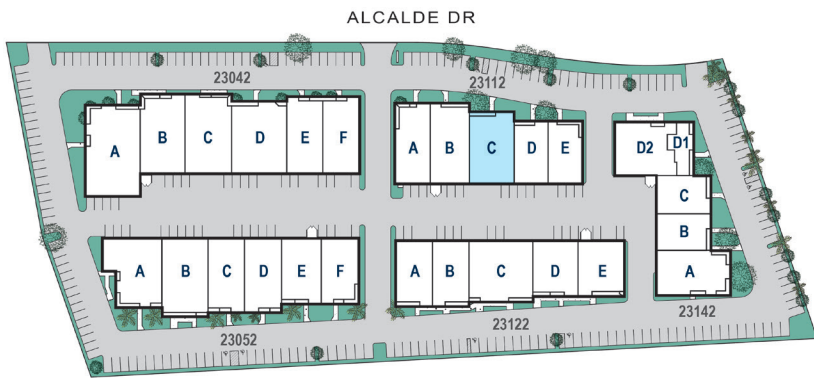 ALCALDE DR
23042
23112
A B C D E F
A B C D E
D2 D1
C
B
A
A B C D E F
A B C D E
23052
23122
23142